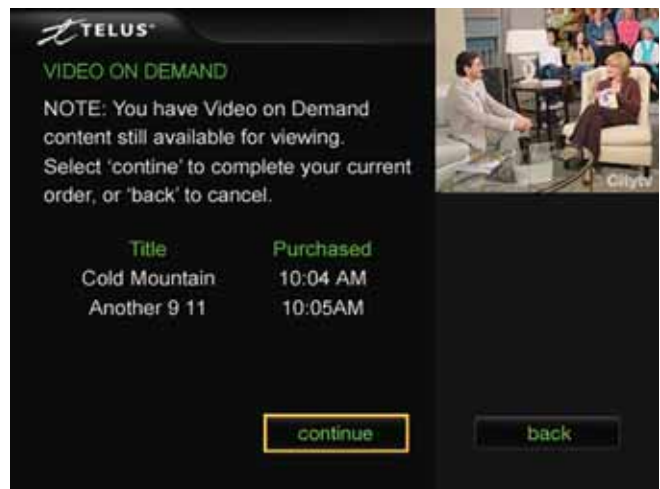 TELUS
VIDEO ON DEMAND
NOTE: You have Video on Demand
content still available for viewing.
Select 'contine' to complete your current
order, or 'back' to cancel.
Title Purchased
Cold Mountain 10:04 AM
Another 9 11 10:05AM
Citytv
continue back